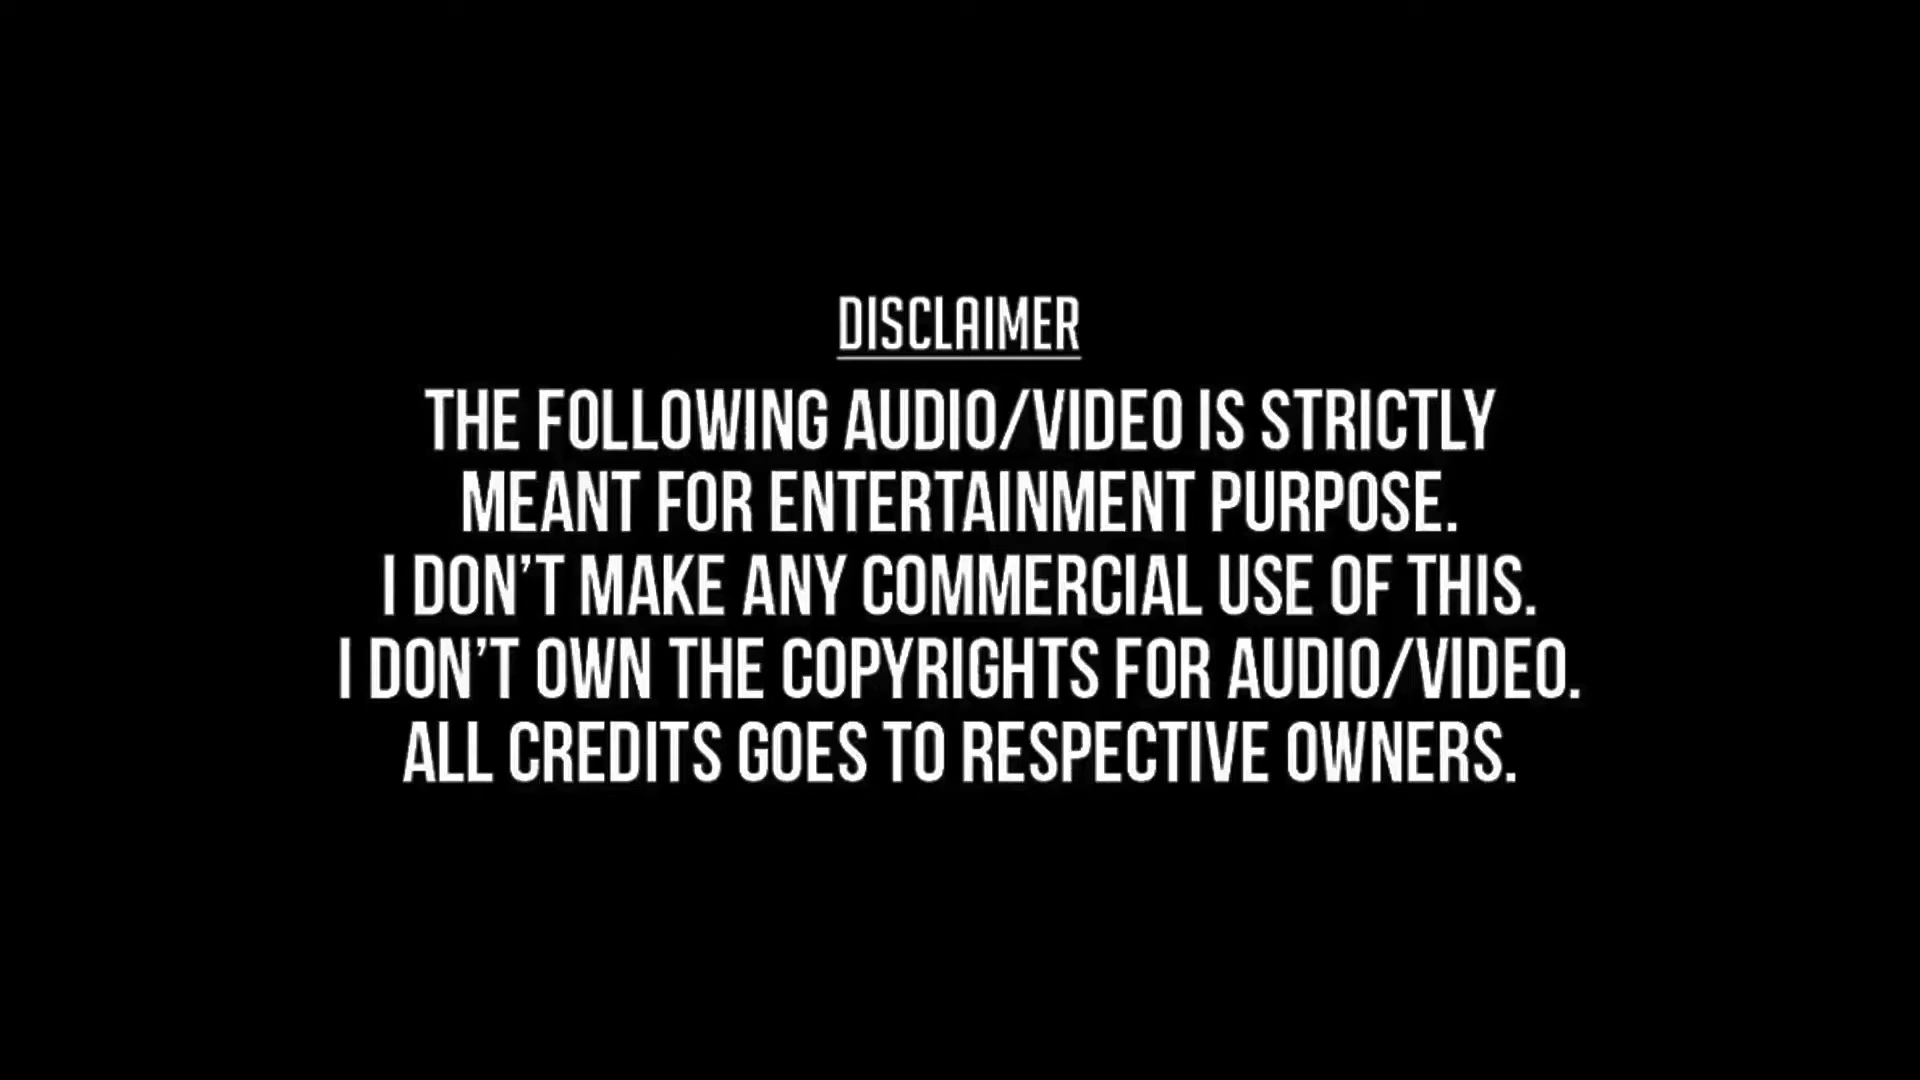 DISCLAIMER
THE FOLLOWING AUDIO/VIDEO IS STRICTLY
MEANT FOR ENTERTAINMENT PURPOSE.
I DON’T MAKE ANY COMMERCIAL USE OF THIS.
I DON’T OWN THE COPYRIGHTS FOR AUDIO/VIDEO.
ALL CREDITS GOES TO RESPECTIVE OWNERS.